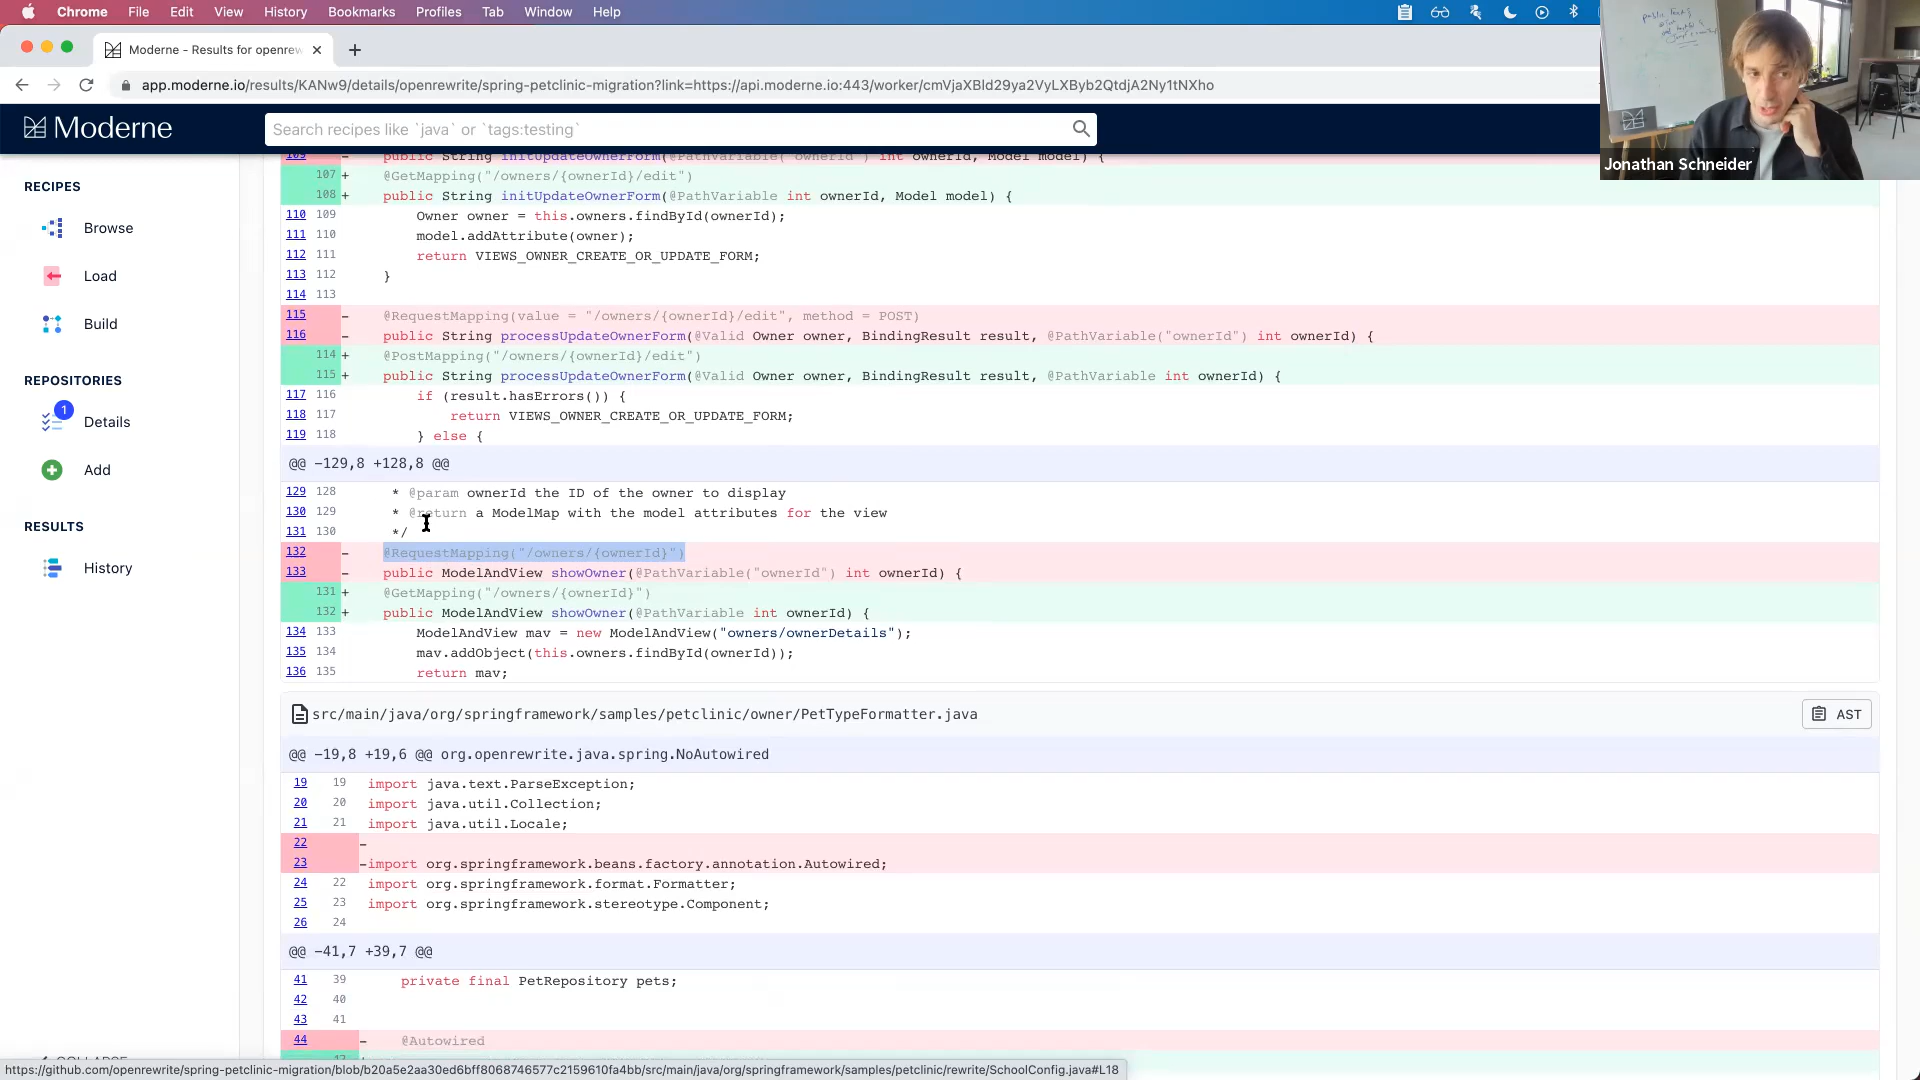 Chrome File Edit View History Bookmarks Profiles Tab Window Help
Moderne - Results for openrew
app.moderne.io/results/KANw9/details/openrewrite/spring-petclinic-migration?link=https://api.moderne.io:443/worker/cmVjaXBld29ya2VyLXByb2QtdjA2Ny1tNXho
Moderne
Search recipes like `java` or `tags:testing`
Jonathan Schneider
RECIPES
Browse
Load
Build
REPOSITORIES
1
Details
Add
RESULTS
History
COLLAPSE
109 - public String initUpdateOwnerForm(@PathVariable("ownerId") int ownerId, Model model) {
107 + @GetMapping("/owners/{ownerId}/edit")
108 + public String initUpdateOwnerForm(@PathVariable int ownerId, Model model) {
110 109 Owner owner = this.owners.findById(ownerId);
111 110 model.addAttribute(owner);
112 111 return VIEWS_OWNER_CREATE_OR_UPDATE_FORM;
113 112 }
114 113
115 - @RequestMapping(value = "/owners/{ownerId}/edit", method = POST)
116 - public String processUpdateOwnerForm(@Valid Owner owner, BindingResult result, @PathVariable("ownerId") int ownerId) {
114 + @PostMapping("/owners/{ownerId}/edit")
115 + public String processUpdateOwnerForm(@Valid Owner owner, BindingResult result, @PathVariable int ownerId) {
117 116 if (result.hasErrors()) {
118 117 return VIEWS_OWNER_CREATE_OR_UPDATE_FORM;
119 118 } else {
@@ -129,8 +128,8 @@
129 128 * @param ownerId the ID of the owner to display
130 129 * @return a ModelMap with the model attributes for the view
131 130 */
132 - @RequestMapping("/owners/{ownerId}")
133 - public ModelAndView showOwner(@PathVariable("ownerId") int ownerId) {
131 + @GetMapping("/owners/{ownerId}")
132 + public ModelAndView showOwner(@PathVariable int ownerId) {
134 133 ModelAndView mav = new ModelAndView("owners/ownerDetails");
135 134 mav.addObject(this.owners.findById(ownerId));
136 135 return mav;
src/main/java/org/springframework/samples/petclinic/owner/PetTypeFormatter.java AST
@@ -19,8 +19,6 @@ org.openrewrite.java.spring.NoAutowired
19 19 import java.text.ParseException;
20 20 import java.util.Collection;
21 21 import java.util.Locale;
22 -
23 -import org.springframework.beans.factory.annotation.Autowired;
24 22 import org.springframework.format.Formatter;
25 23 import org.springframework.stereotype.Component;
26 24
@@ -41,7 +39,7 @@
41 39 private final PetRepository pets;
42 40
43 41
44 - @Autowired
https://github.com/openrewrite/spring-petclinic-migration/blob/b20a5e2aa30ed6bff8068746577c2159610fa4bb/src/main/java/org/springframework/samples/petclinic/rewrite/SchoolConfig.java#L18